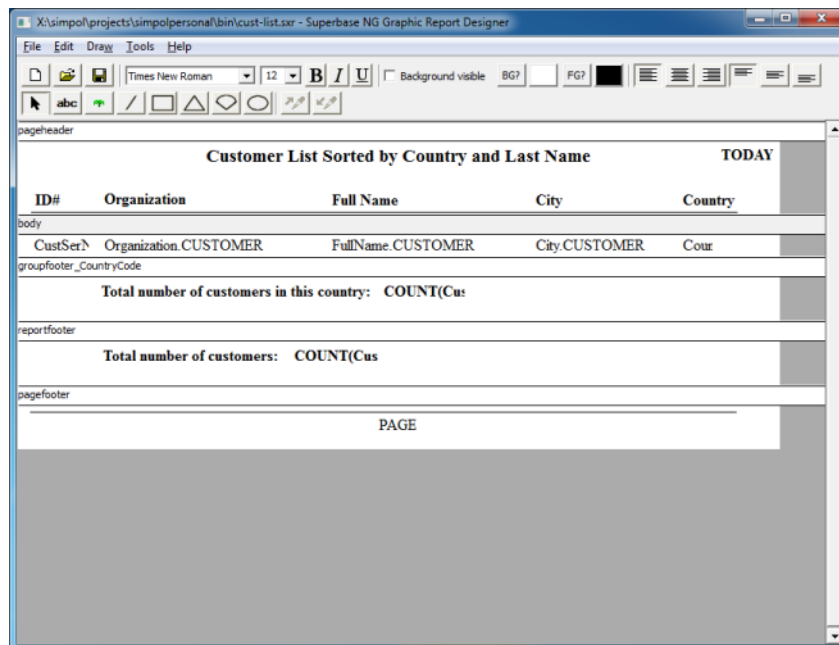 X:\simpol\projects\simpolpersonal\bin\cust-list.sxr - Superbase NG Graphic Report Designer
File Edit Draw Tools Help
Times New Roman 12 B I U Background visible BG? FG?
abc
pageheader
Customer List Sorted by Country and Last Name TODAY
ID# Organization Full Name City Country
body
CustSerN Organization.CUSTOMER FullName.CUSTOMER City.CUSTOMER Cour
groupfooter_CountryCode
Total number of customers in this country: COUNT(Cus
reportfooter
Total number of customers: COUNT(Cus
pagefooter
PAGE